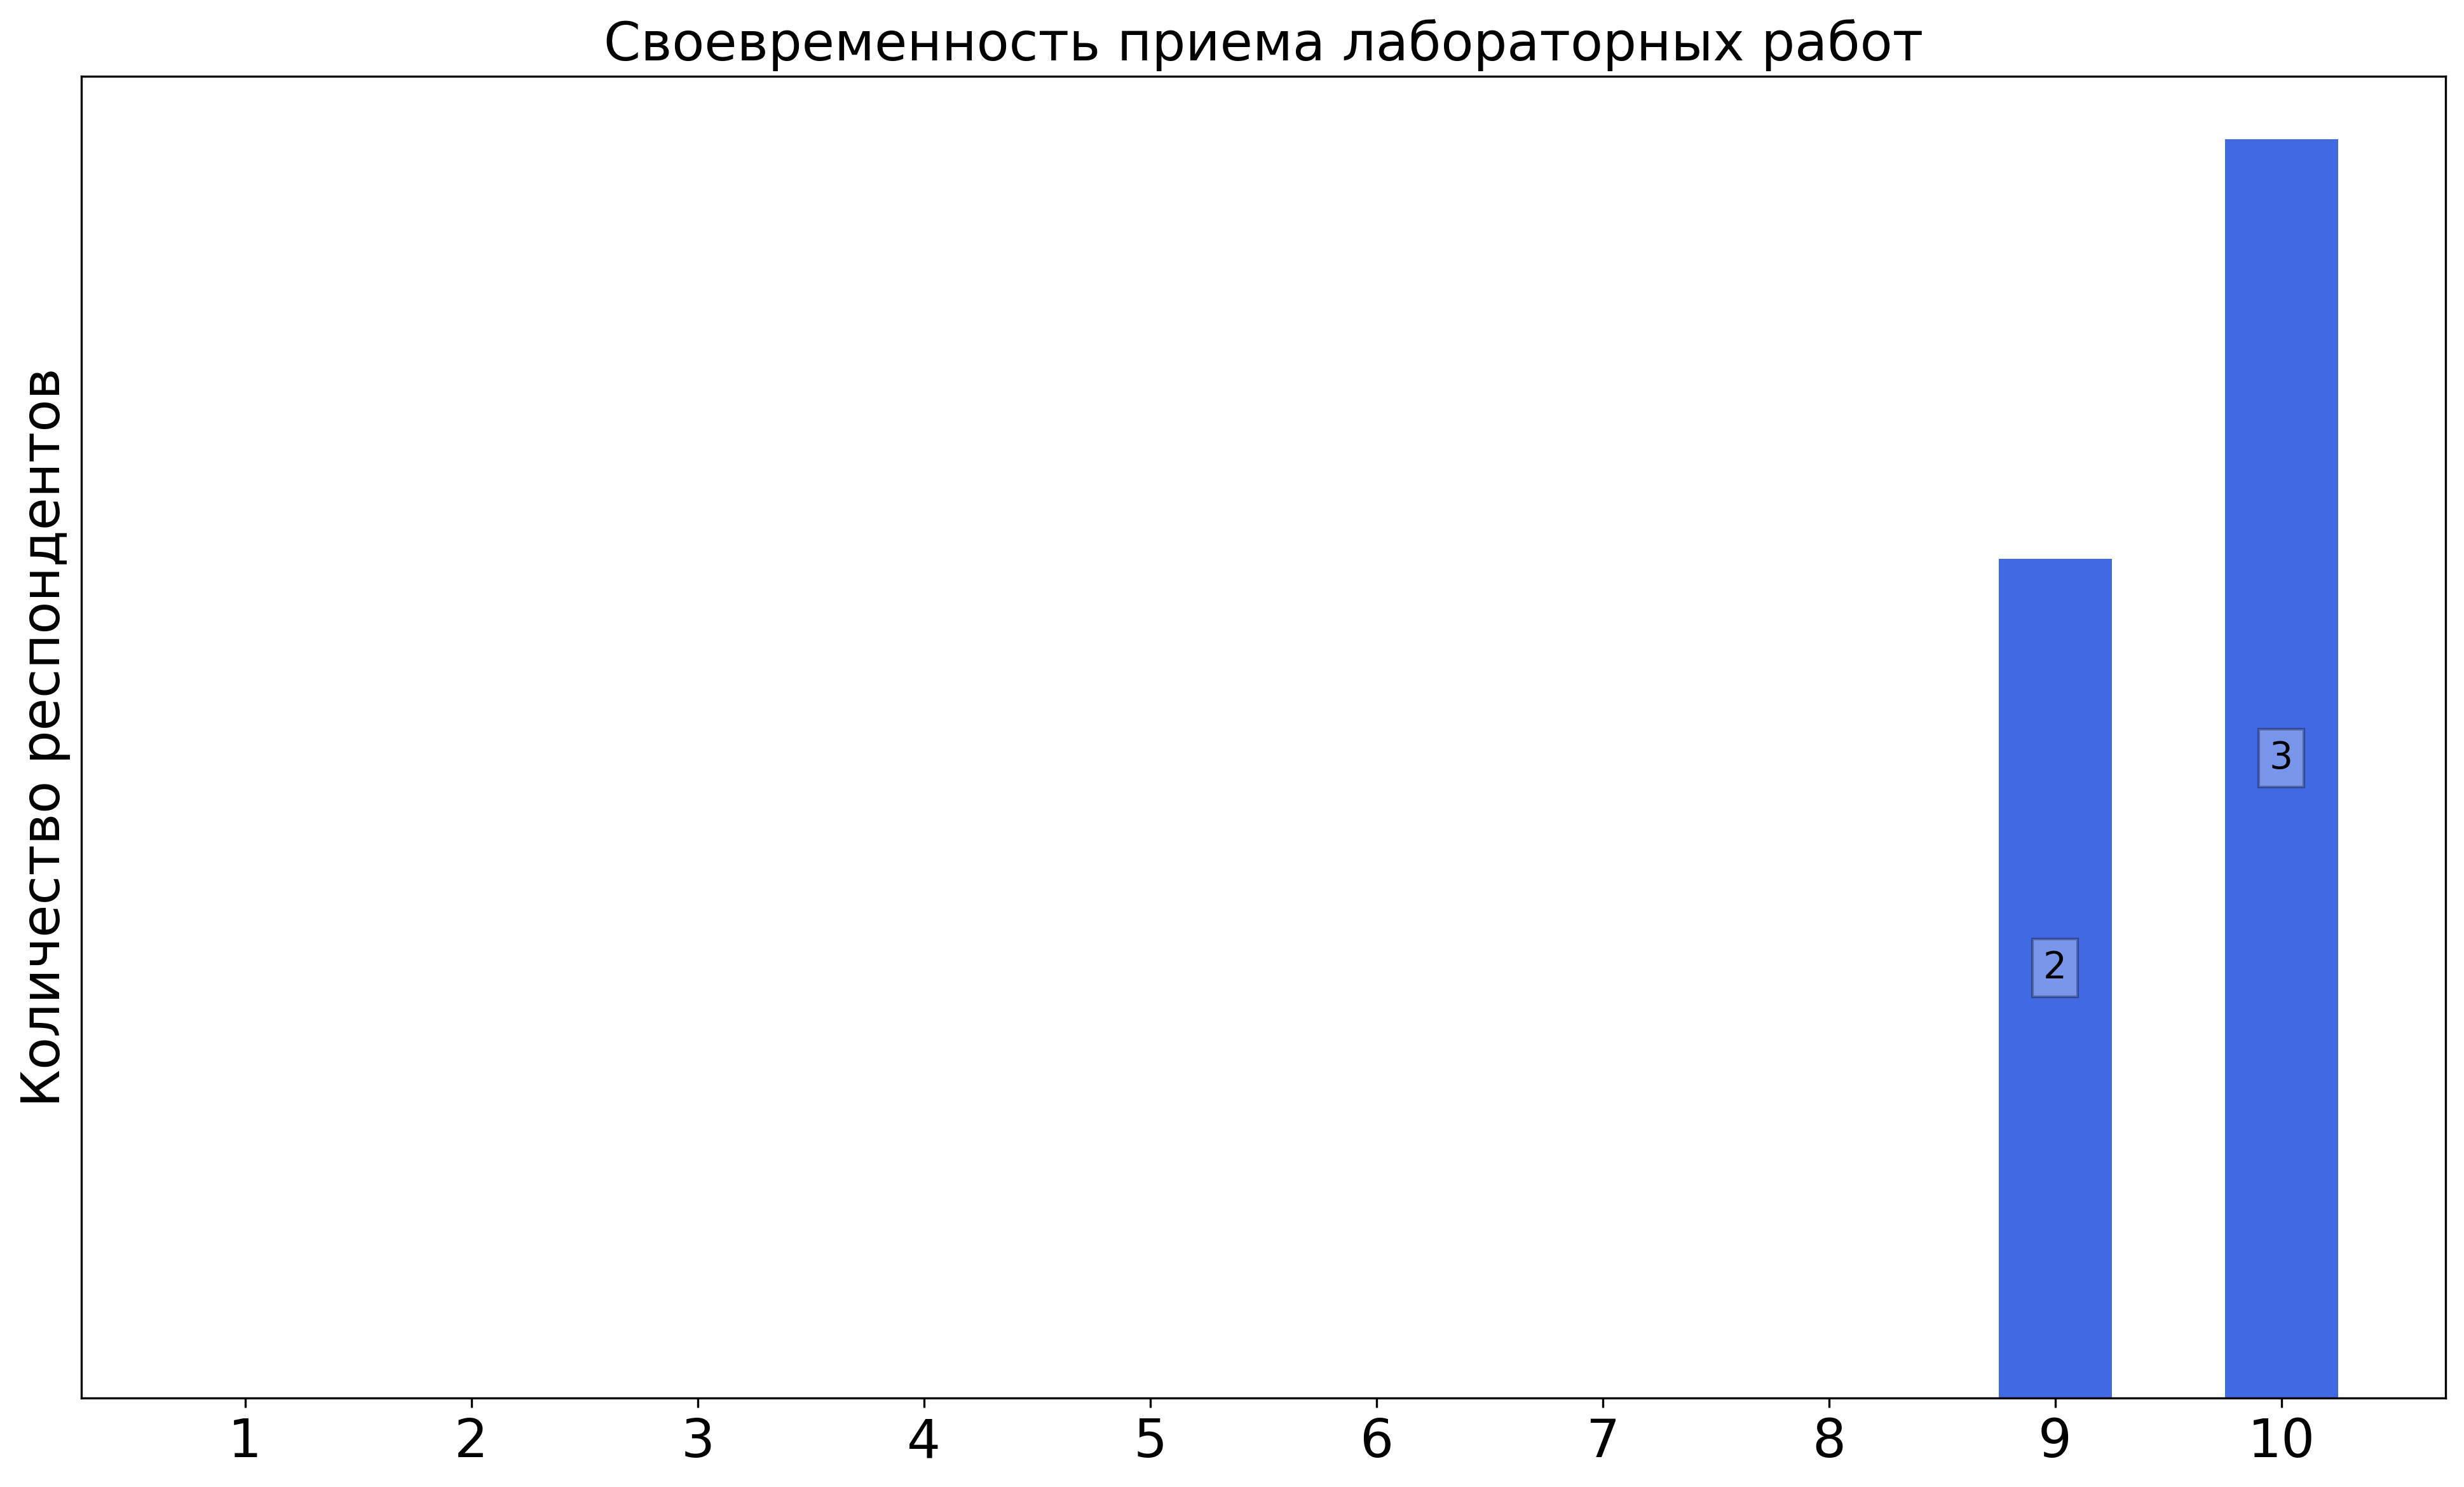 Своевременность приема лабораторных работ
Количество респондентов
3
2
1 2 3 4 5 6 7 8 9 10